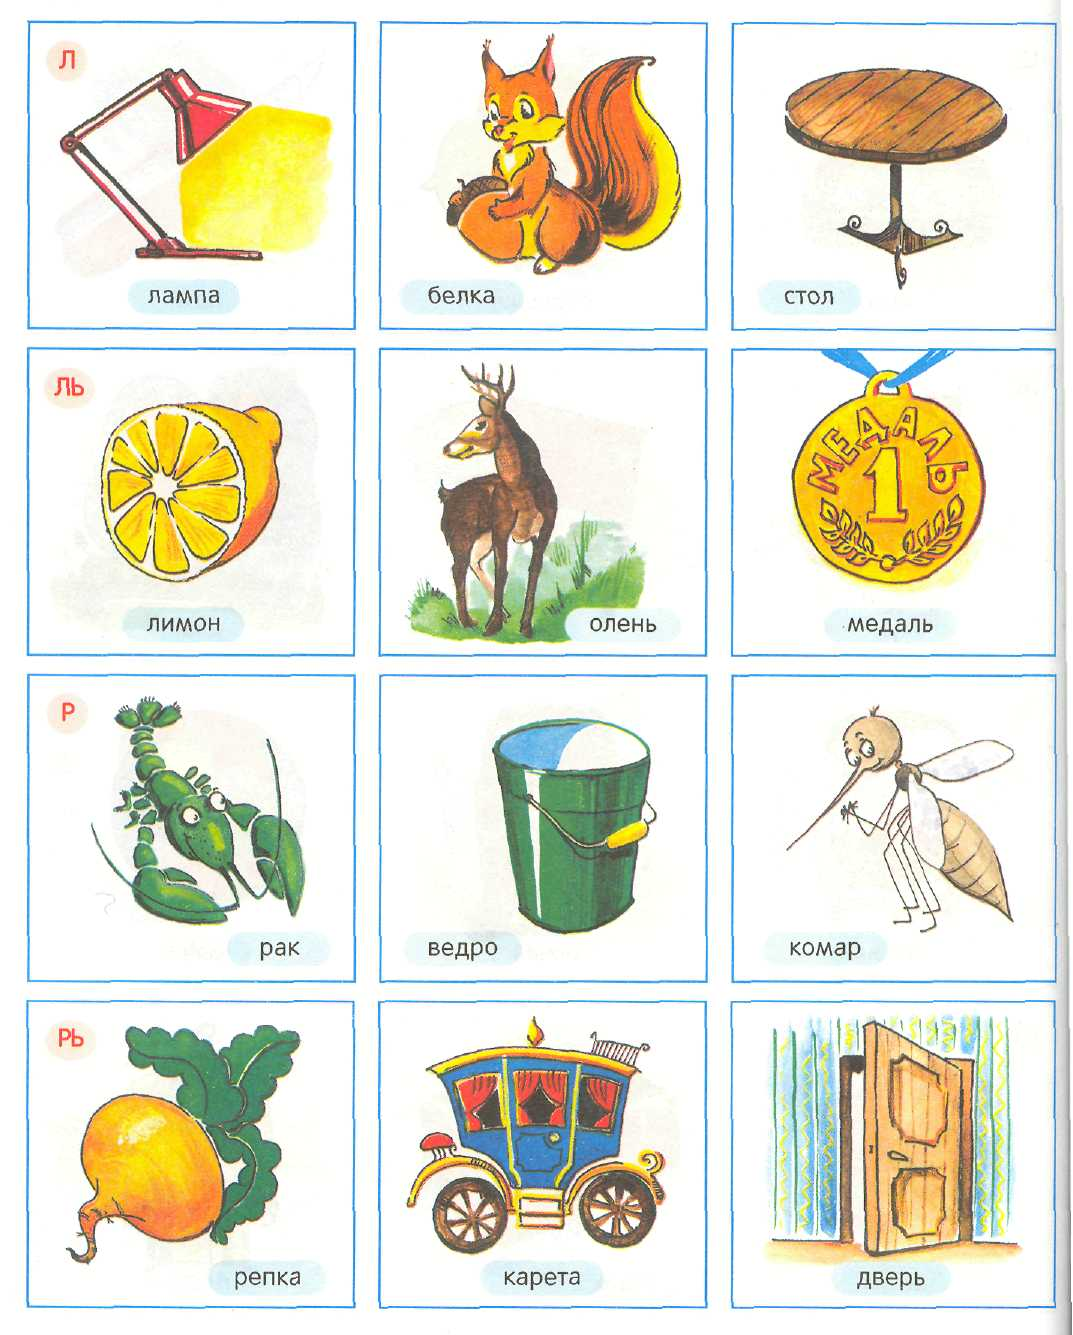 Л
лампа
белка
стол
ЛЬ
лимон
олень
МЕДАЛЬ
1
медаль
Р
рак
ведро
комар
РЬ
репка
карета
дверь